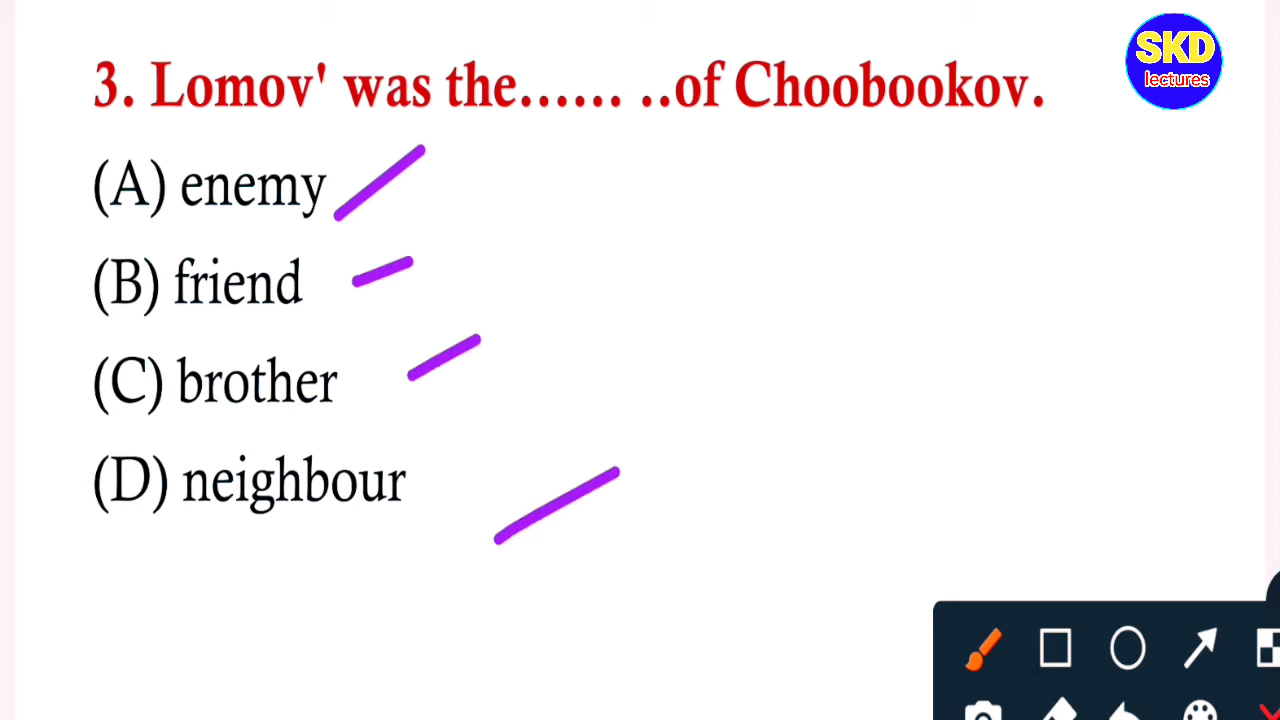 SKD
lectures
3. Lomov' was the...... ..of Choobookov.
(A) enemy
(B) friend
(C) brother
(D) neighbour